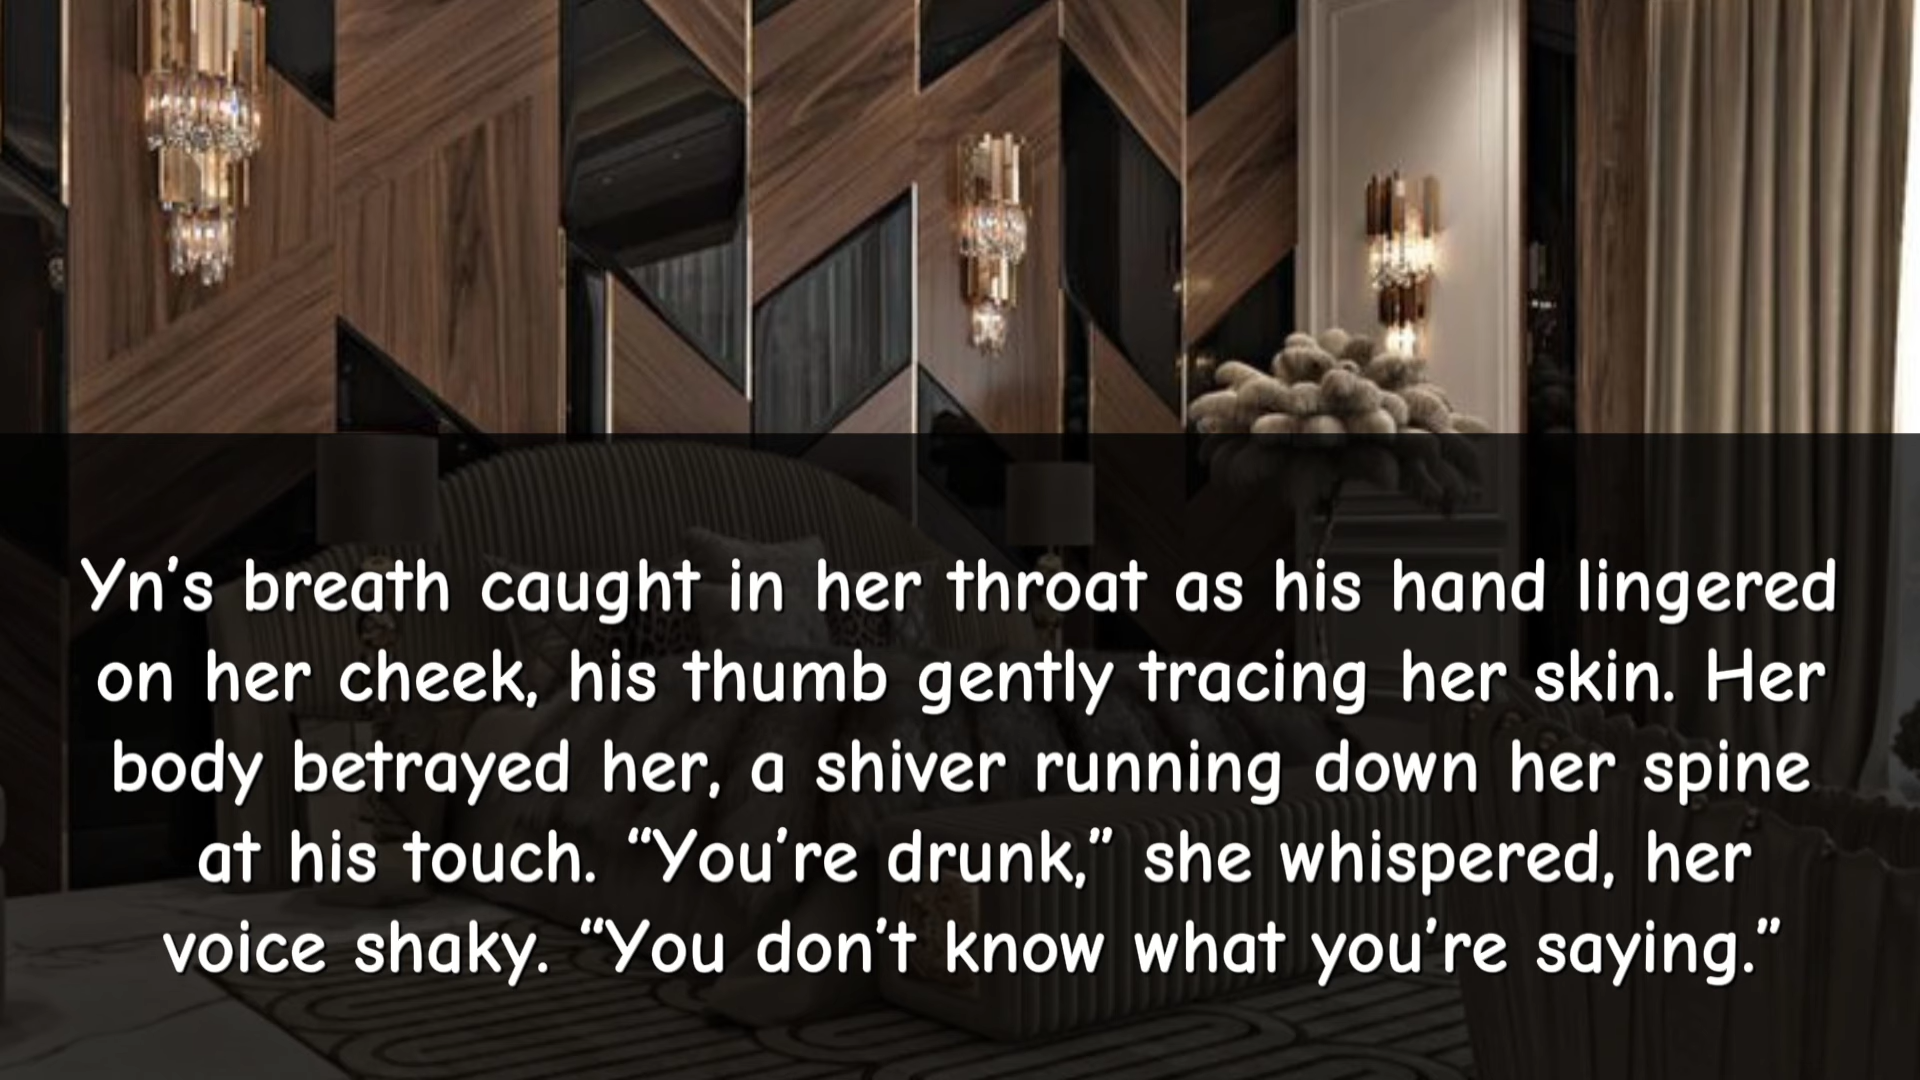 Yn’s breath caught in her throat as his hand lingered
on her cheek, his thumb gently tracing her skin. Her
body betrayed her, a shiver running down her spine
at his touch. “You’re drunk,” she whispered, her
voice shaky. “You don’t know what you’re saying.”